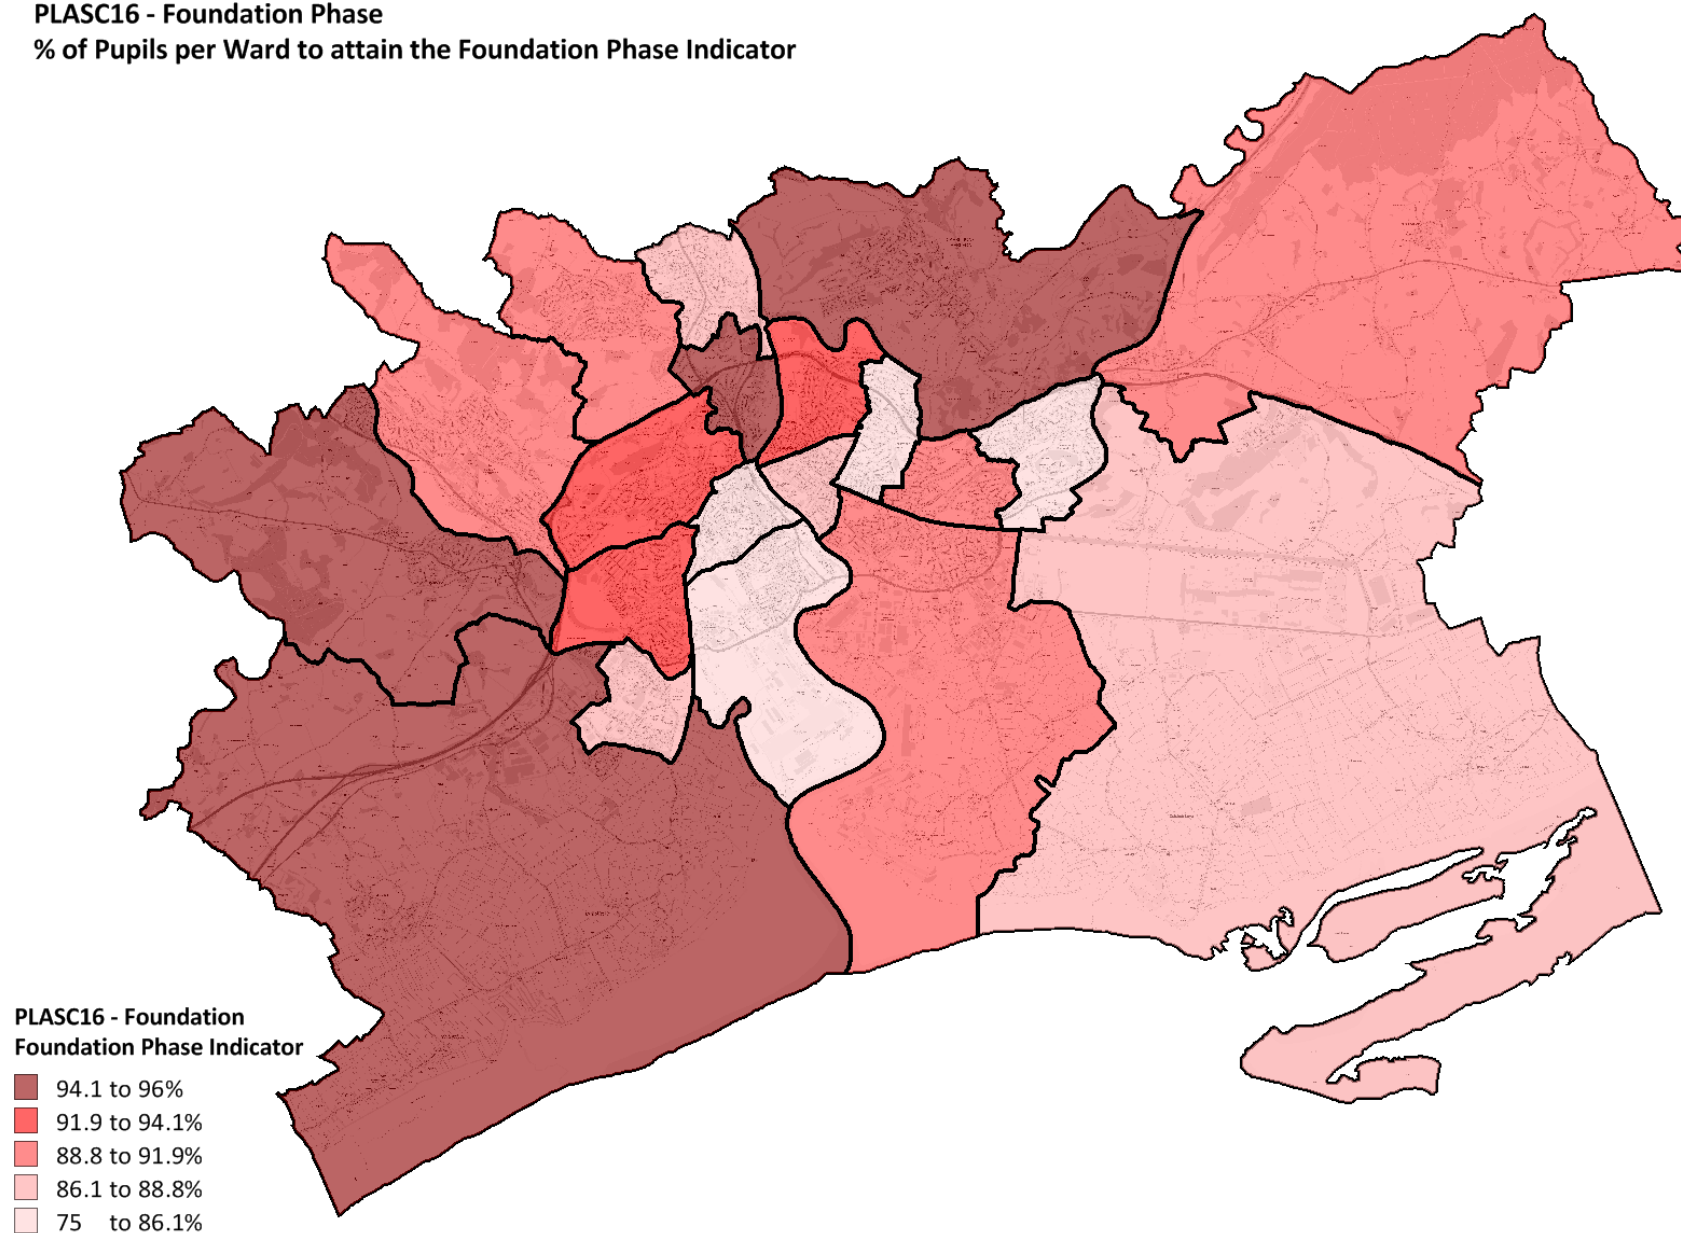 PLASC16 - Foundation Phase
% of Pupils per Ward to attain the Foundation Phase Indicator
PLASC16 - Foundation
Foundation Phase Indicator
94.1 to 96%
91.9 to 94.1%
88.8 to 91.9%
86.1 to 88.8%
75 to 86.1%